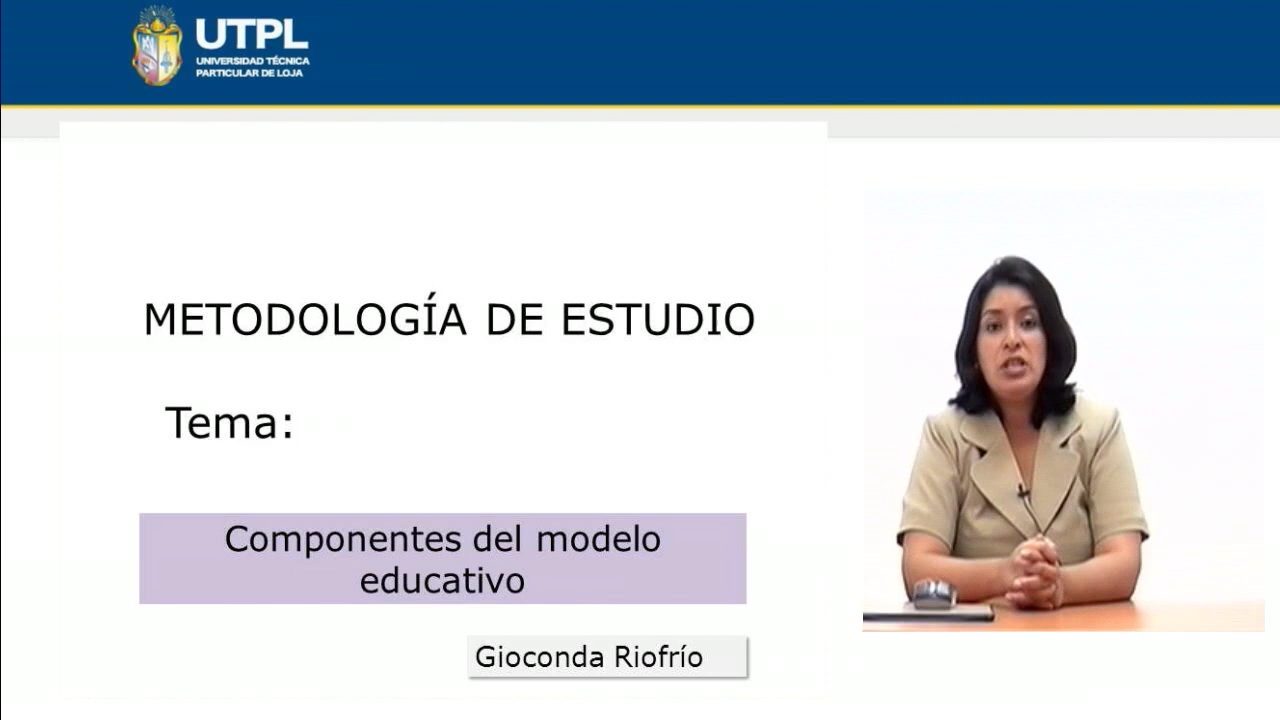 UTPL
UNIVERSIDAD TÉCNICA
PARTICULAR DE LOJA
METODOLOGÍA DE ESTUDIO
Tema:
Componentes del modelo
educativo
Gioconda Riofrío